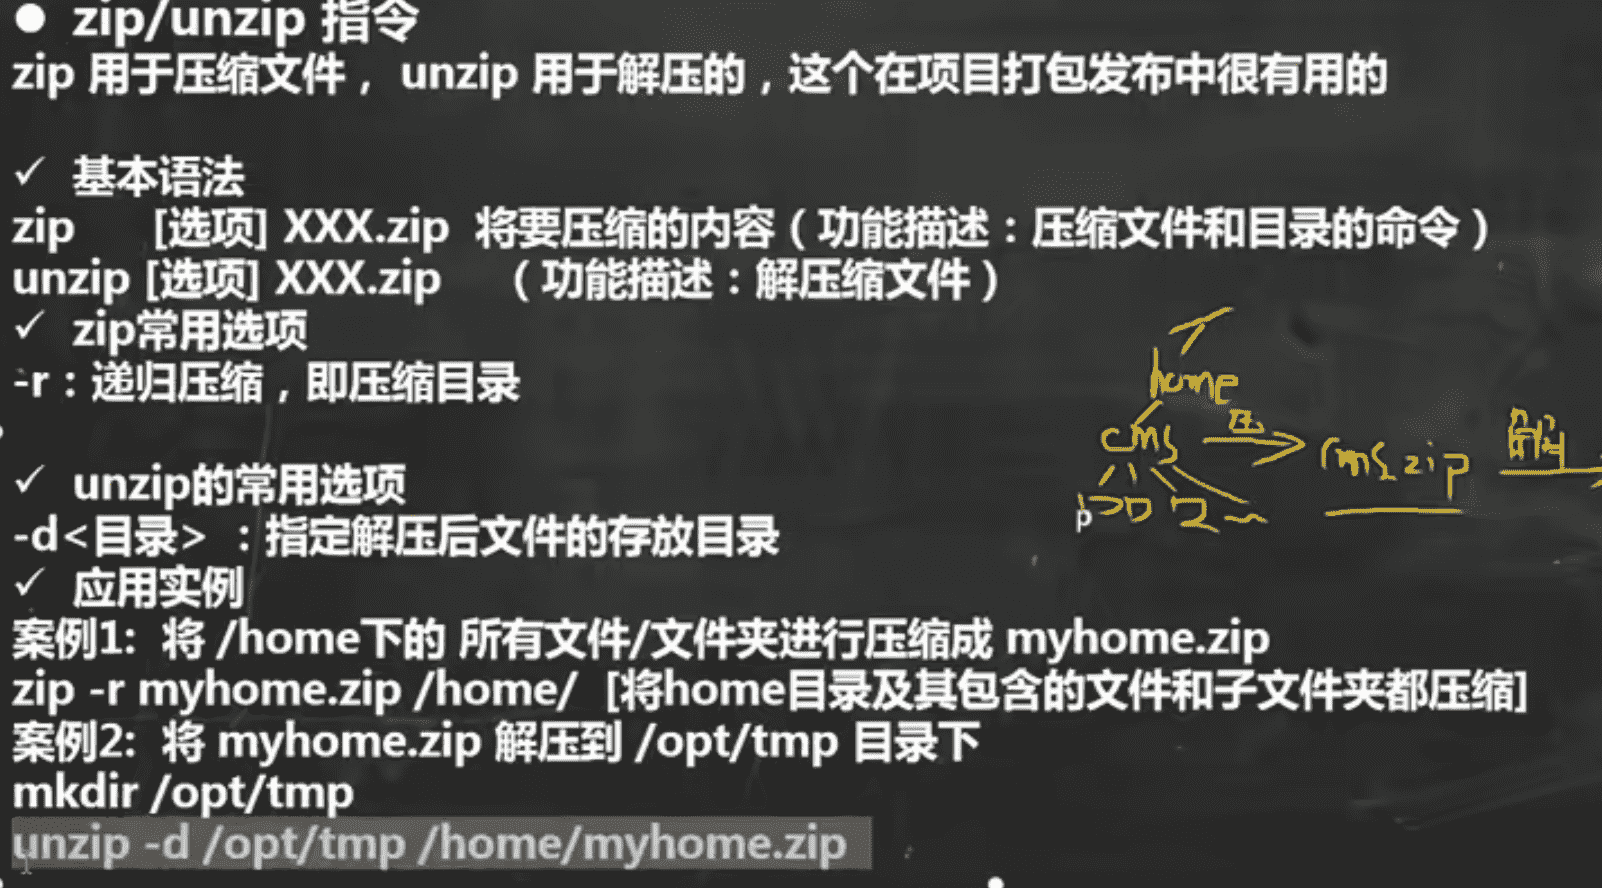 ● zip/unzip 指令
zip 用于压缩文件， unzip 用于解压的，这个在项目打包发布中很有用的
✓ 基本语法
zip [选项] XXX.zip 将要压缩的内容（功能描述：压缩文件和目录的命令）
unzip [选项] XXX.zip （功能描述：解压缩文件）
✓ zip常用选项
-r：递归压缩，即压缩目录
✓ unzip的常用选项
-d<目录> ：指定解压后文件的存放目录
✓ 应用实例
案例1: 将 /home下的 所有文件/文件夹进行压缩成 myhome.zip
zip -r myhome.zip /home/ [将home目录及其包含的文件和子文件夹都压缩]
案例2: 将 myhome.zip 解压到 /opt/tmp 目录下
mkdir /opt/tmp
unzip -d /opt/tmp /home/myhome.zip
home
cms 压 cms.zip 解
p